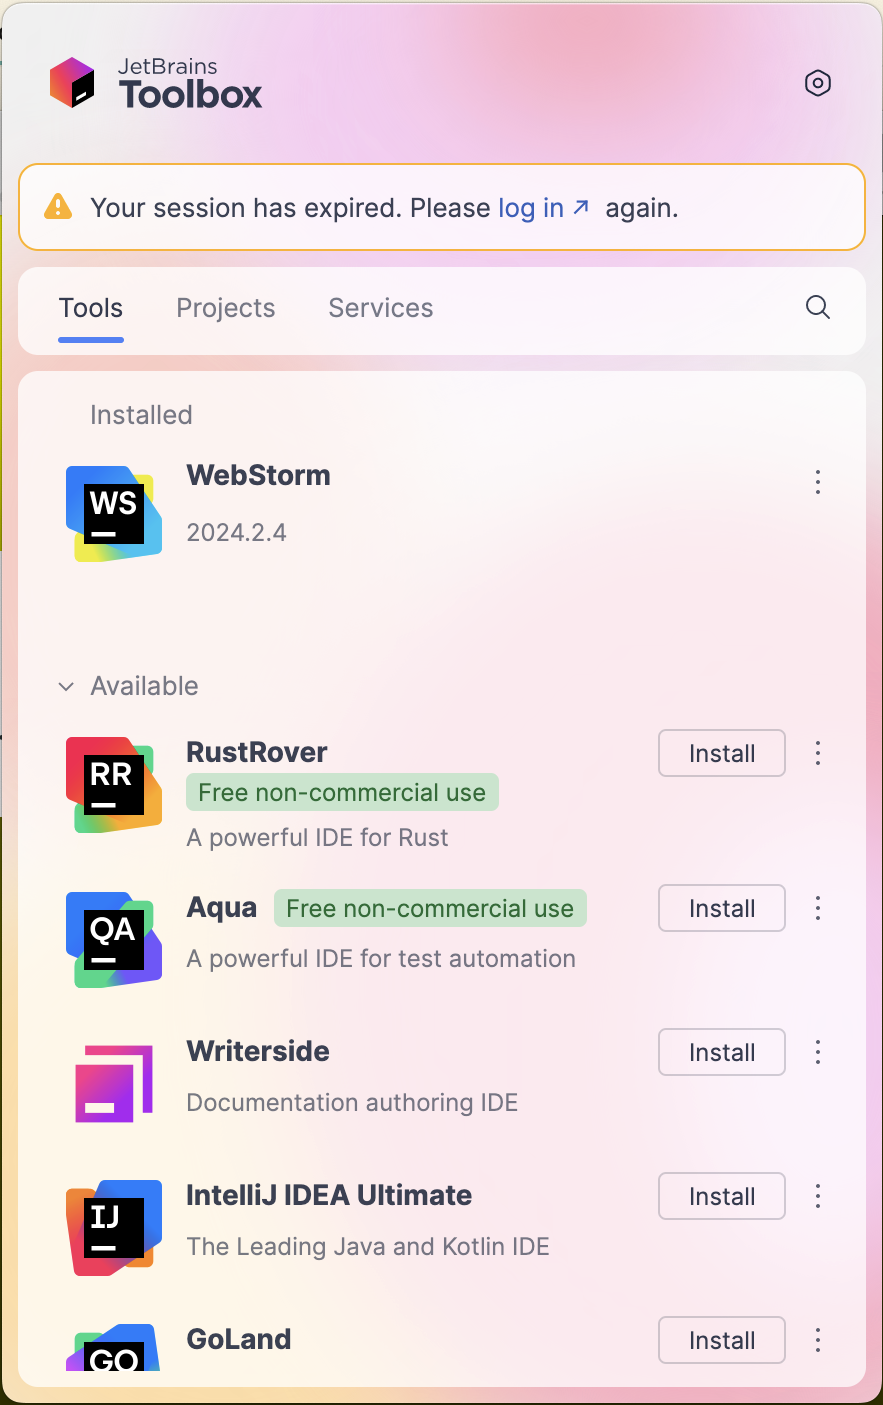 JetBrains
Toolbox
Your session has expired. Please log in ↗ again.
Tools Projects Services
Installed
WS
WebStorm
2024.2.4
Available
RR
RustRover
Install
Free non-commercial use
A powerful IDE for Rust
QA
Aqua Free non-commercial use
Install
A powerful IDE for test automation
Writerside
Install
Documentation authoring IDE
IJ
IntelliJ IDEA Ultimate
Install
The Leading Java and Kotlin IDE
GO
GoLand
Install